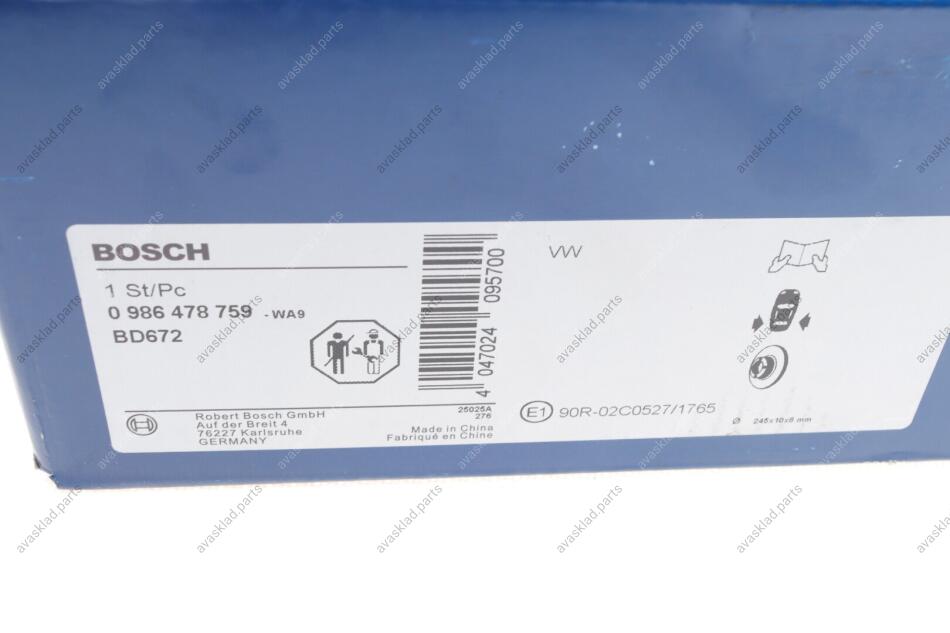 BOSCH
1 St/Pc
0 986 478 759 -WA9
BD672
Robert Bosch GmbH
Auf der Breit 4
76227 Karlsruhe
GERMANY
25025A
276
Made in China
Fabriqué en Chine
4 047024 095700
VW
E1 90R-02C0527/1765
Ø 245x10x8 mm
avasklad.parts